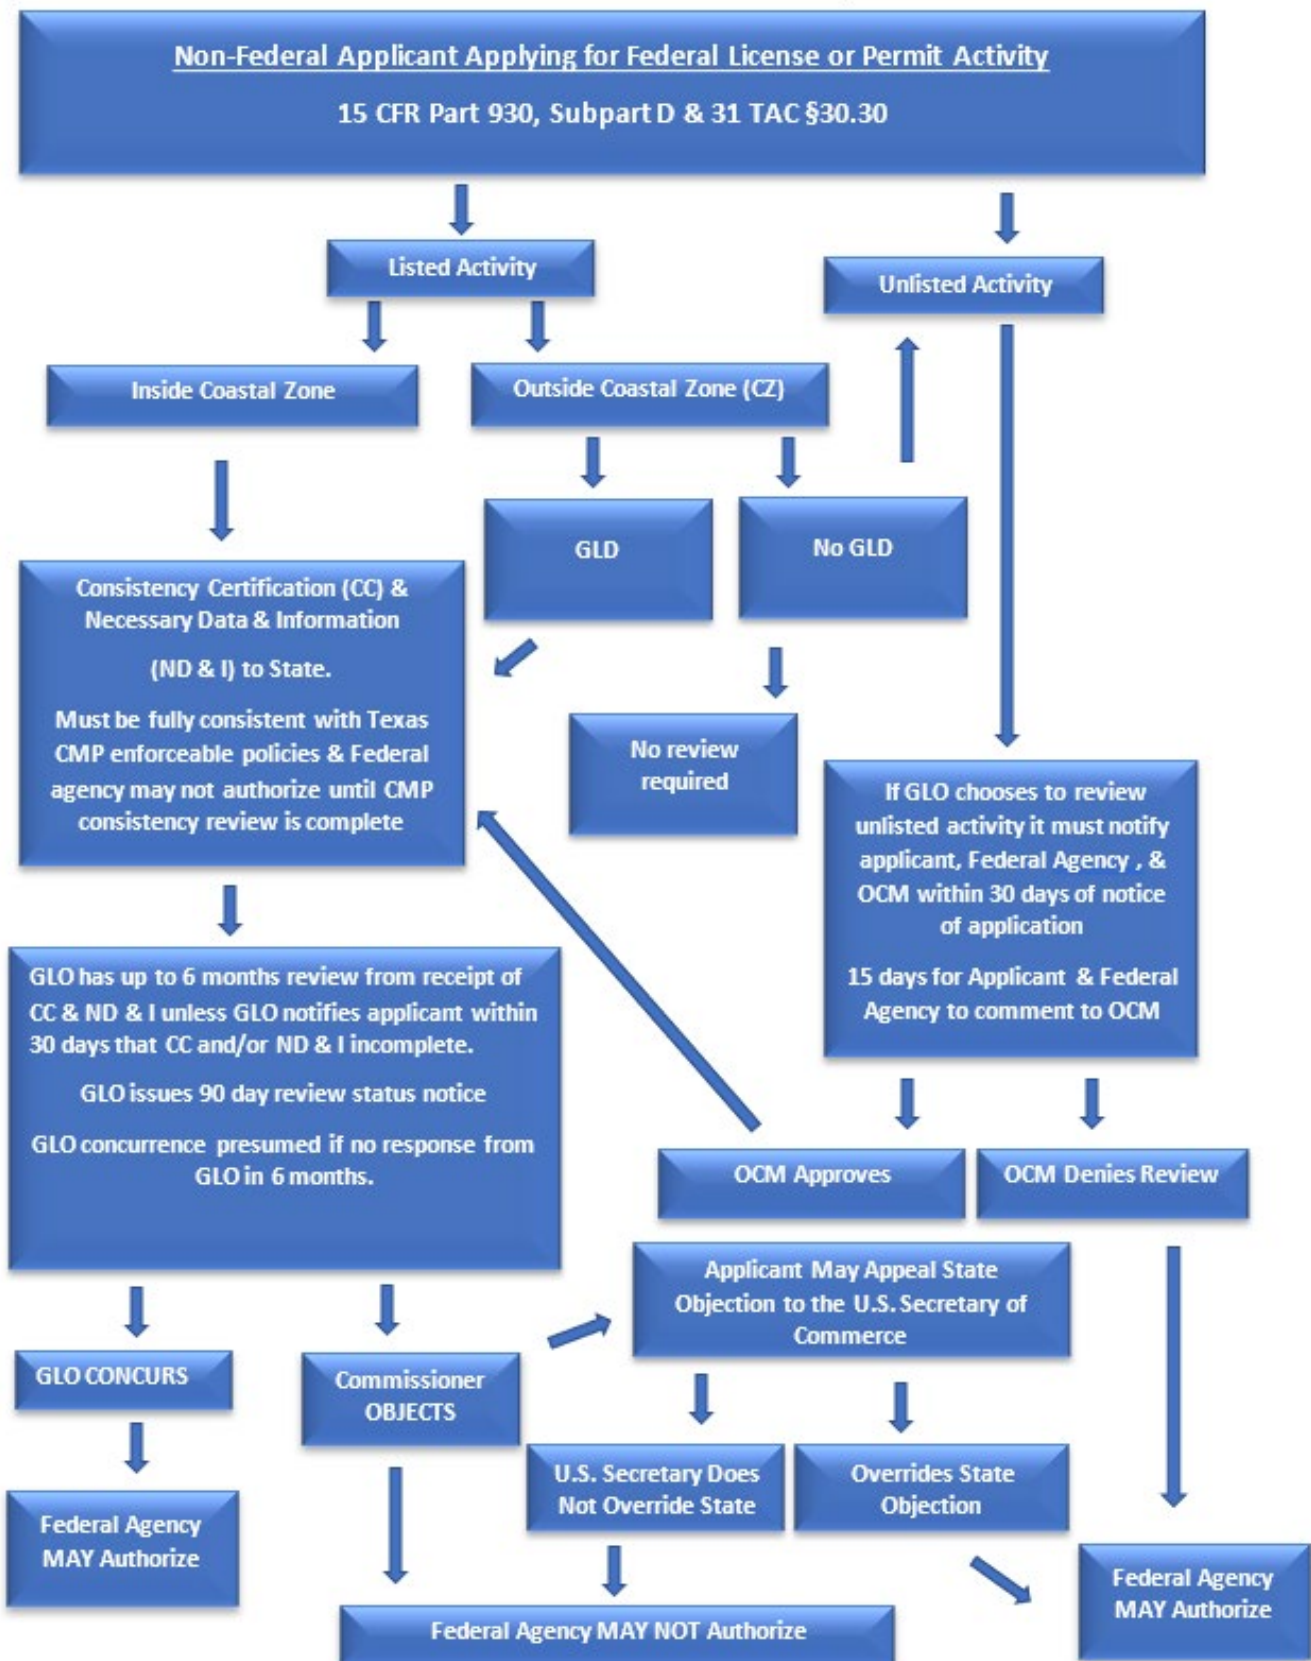 Non-Federal Applicant Applying for Federal License or Permit Activity
15 CFR Part 930, Subpart D & 31 TAC §30.30
Listed Activity
Unlisted Activity
Inside Coastal Zone
Outside Coastal Zone (CZ)
GLD
No GLD
Consistency Certification (CC) &
Necessary Data & Information
(ND & I) to State.
Must be fully consistent with Texas
CMP enforceable policies & Federal
agency may not authorize until CMP
consistency review is complete
No review
required
If GLO chooses to review
unlisted activity it must notify
applicant, Federal Agency , &
OCM within 30 days of notice
of application
15 days for Applicant & Federal
Agency to comment to OCM
GLO has up to 6 months review from receipt of
CC & ND & I unless GLO notifies applicant within
30 days that CC and/or ND & I incomplete.
GLO issues 90 day review status notice
GLO concurrence presumed if no response from
GLO in 6 months.
OCM Approves
OCM Denies Review
Applicant May Appeal State
Objection to the U.S. Secretary of
Commerce
GLO CONCURS
Commissioner
OBJECTS
U.S. Secretary Does
Not Override State
Overrides State
Objection
Federal Agency
MAY Authorize
Federal Agency
MAY Authorize
Federal Agency MAY NOT Authorize